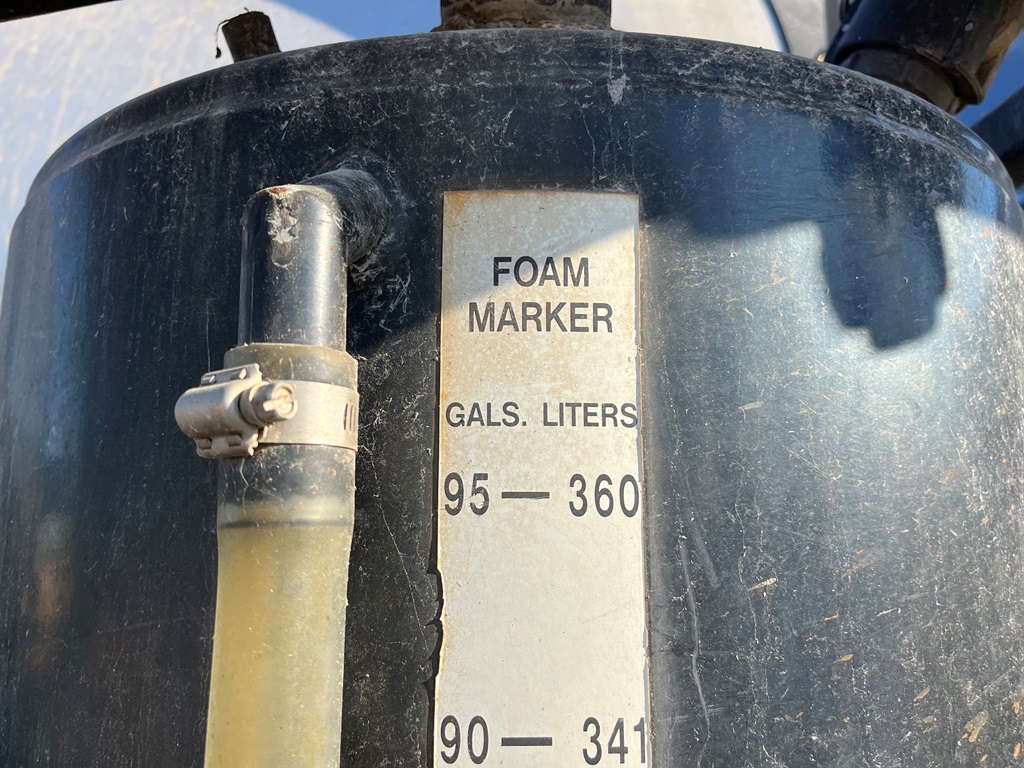 FOAM
MARKER
GALS. LITERS
95 — 360
90 — 341